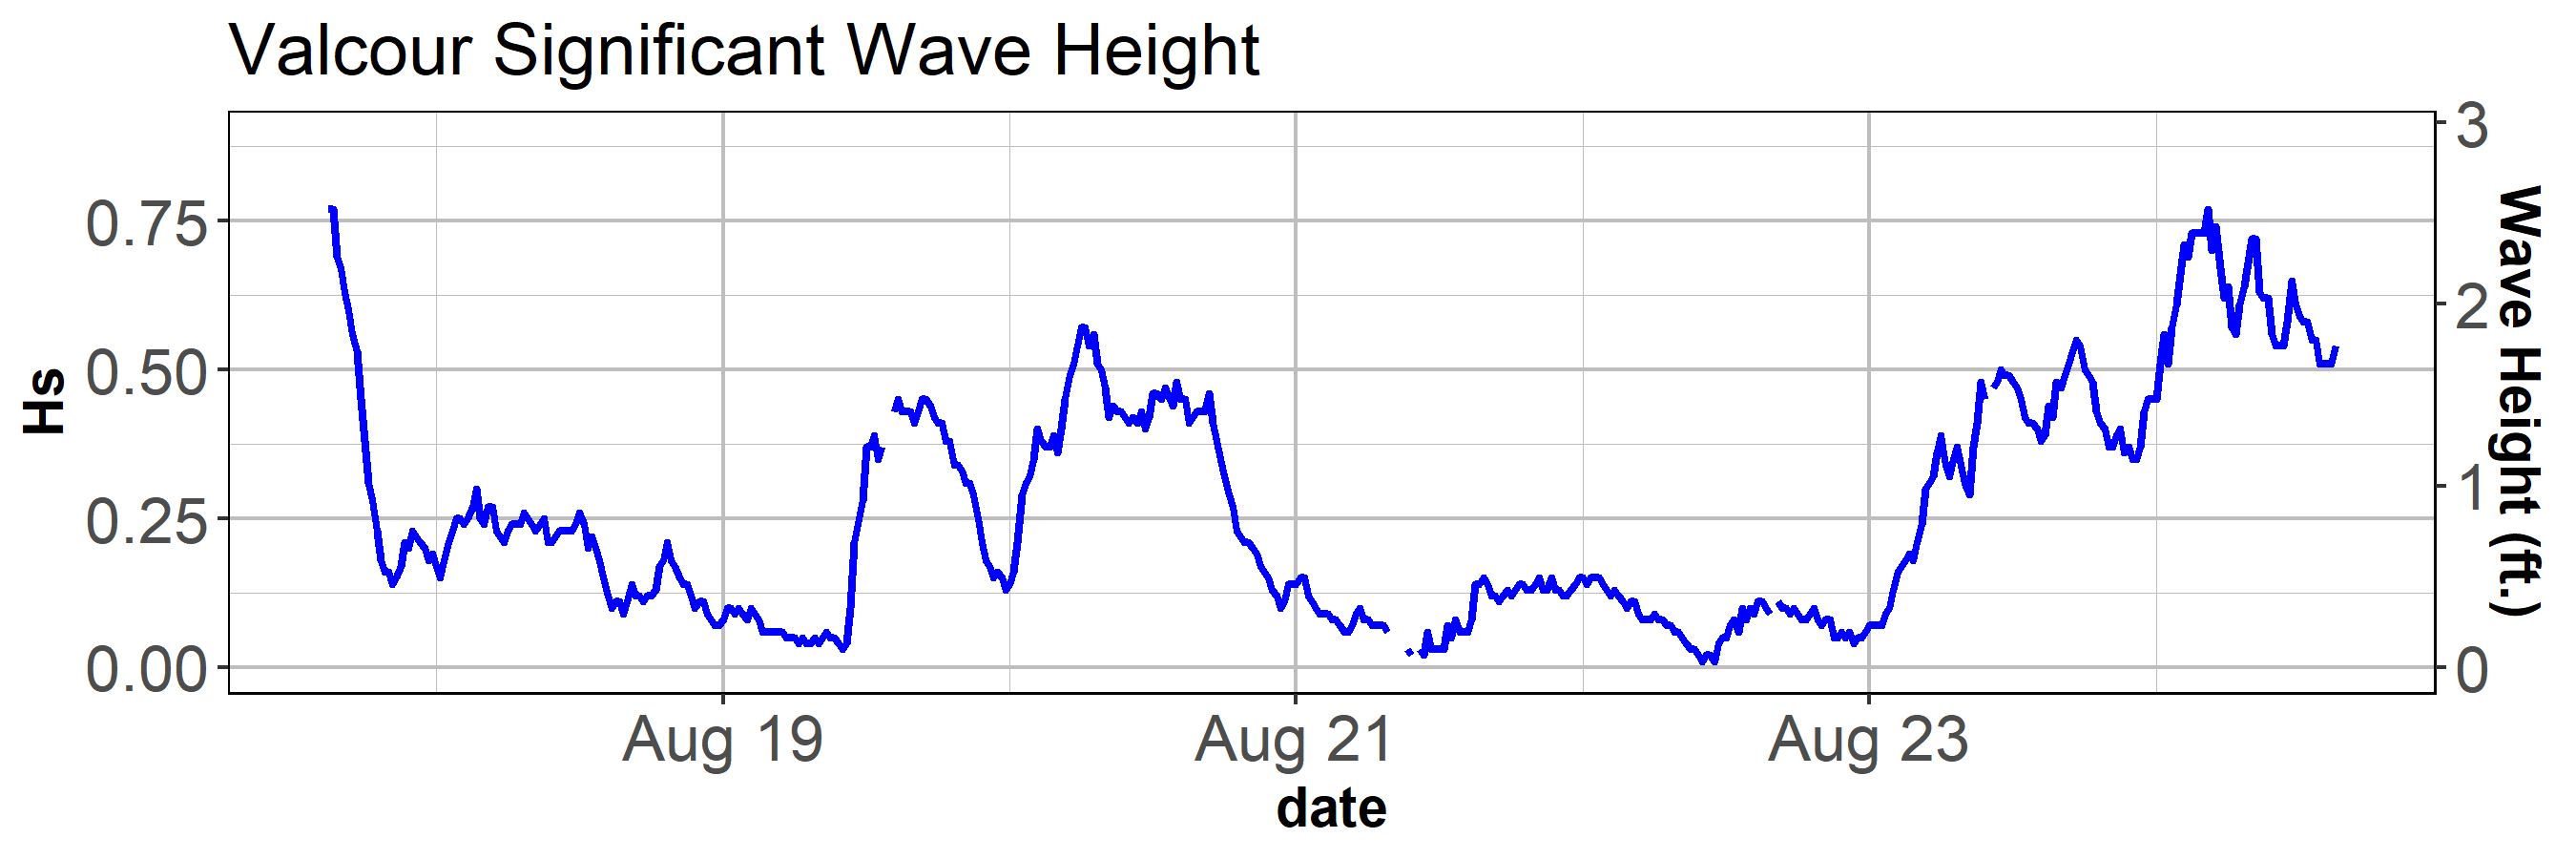 Valcour Significant Wave Height
Hs
0.75
0.50
0.25
0.00
3
2
1
0
Wave Height (ft.)
Aug 19
Aug 21
Aug 23
date